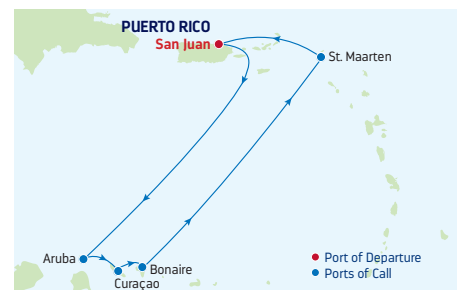 PUERTO RICO
San Juan
St. Maarten
Aruba
Bonaire
Curaçao
Port of Departure
Ports of Call